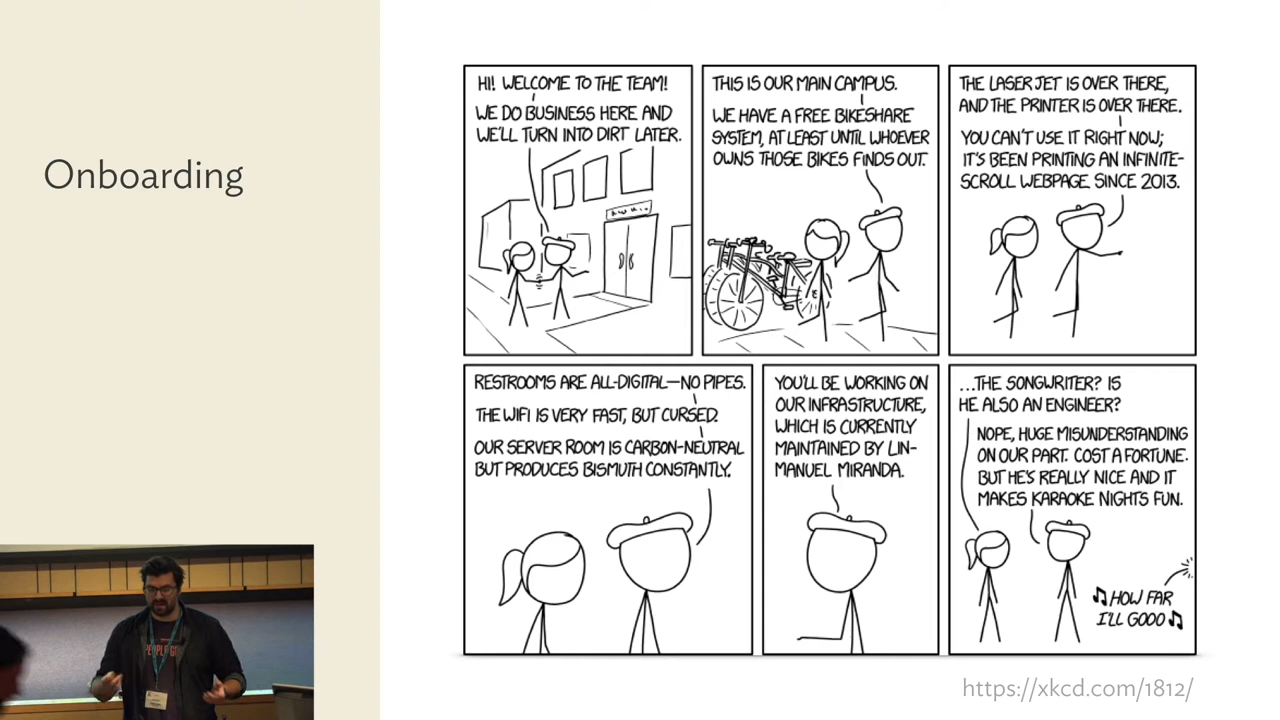 Onboarding
HI! WELCOME TO THE TEAM!
WE DO BUSINESS HERE AND
WE'LL TURN INTO DIRT LATER.
THIS IS OUR MAIN CAMPUS.
WE HAVE A FREE BIKESHARE
SYSTEM, AT LEAST UNTIL WHOEVER
OWNS THOSE BIKES FINDS OUT.
THE LASERJET IS OVER THERE,
AND THE PRINTER IS OVER THERE.
YOU CAN'T USE IT RIGHT NOW;
IT'S BEEN PRINTING AN INFINITE-
SCROLL WEBPAGE SINCE 2013.
RESTROOMS ARE ALL-DIGITAL—NO PIPES.
THE WIFI IS VERY FAST, BUT CURSED.
OUR SERVER ROOM IS CARBON-NEUTRAL
BUT PRODUCES BISMUTH CONSTANTLY.
YOU'LL BE WORKING ON
OUR INFRASTRUCTURE,
WHICH IS CURRENTLY
MAINTAINED BY LIN-
MANUEL MIRANDA.
...THE SONGWRITER? IS
HE ALSO AN ENGINEER?
NOPE, HUGE MISUNDERSTANDING
ON OUR PART. COST A FORTUNE.
BUT HE'S REALLY NICE AND IT
MAKES KARAOKE NIGHTS FUN.
♫HOW FAR
I'LL GOOO♫
https://xkcd.com/1812/